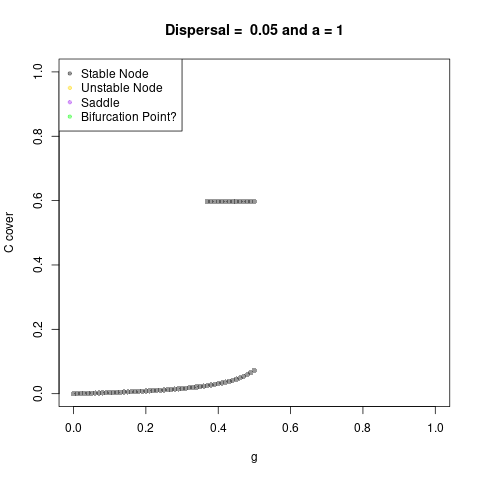 Dispersal =  0.05 and a = 1
Stable Node
Unstable Node
Saddle
Bifurcation Point?
C cover
1.0
0.8
0.6
0.4
0.2
0.0
0.0 0.2 0.4 0.6 0.8 1.0
g